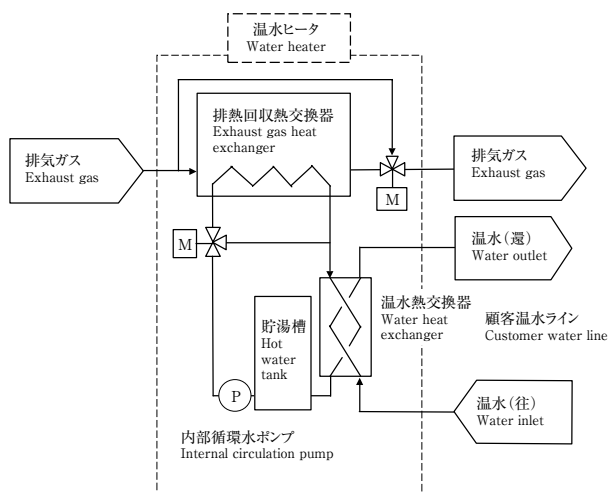 温水ヒータ
Water heater
排熱回収熱交換器
Exhaust gas heat
exchanger
排気ガス
Exhaust gas
排気ガス
Exhaust gas
M
M
温水（還）
Water outlet
温水熱交換器
Water heat
exchanger
顧客温水ライン
Customer water line
貯湯槽
Hot
water
tank
P
温水（往）
Water inlet
内部循環水ポンプ
Internal circulation pump